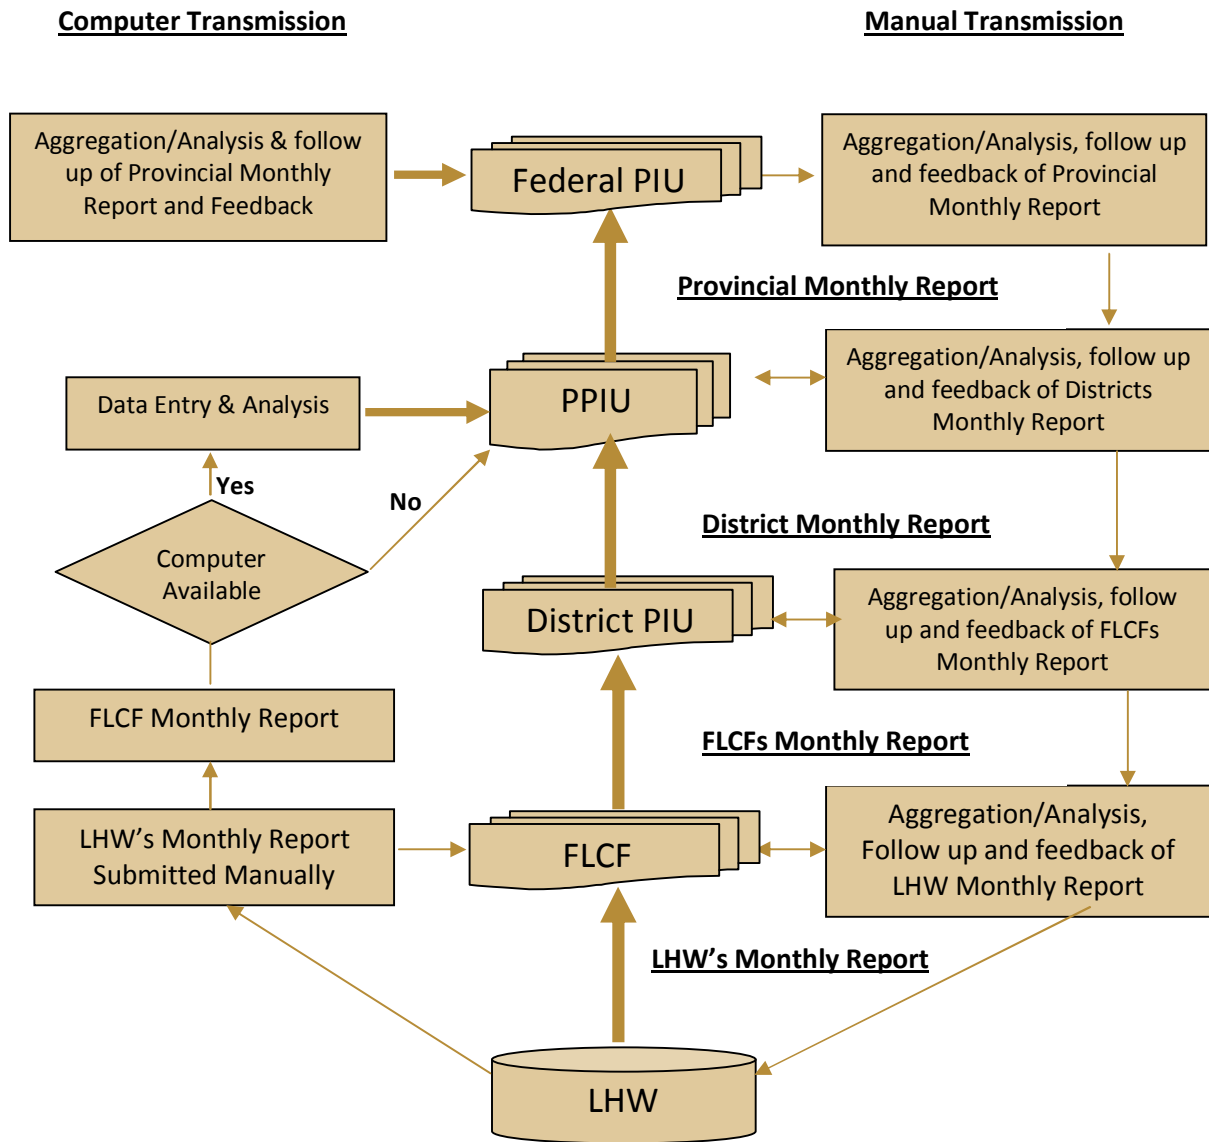 Computer Transmission
Manual Transmission
Aggregation/Analysis & follow
up of Provincial Monthly
Report and Feedback
Federal PIU
Aggregation/Analysis, follow up
and feedback of Provincial
Monthly Report
Provincial Monthly Report
Data Entry & Analysis
PPIU
Aggregation/Analysis, follow up
and feedback of Districts
Monthly Report
Yes
No
Computer
Available
District Monthly Report
District PIU
Aggregation/Analysis, follow
up and feedback of FLCFs
Monthly Report
FLCF Monthly Report
FLCFs Monthly Report
LHW’s Monthly Report
Submitted Manually
FLCF
Aggregation/Analysis,
Follow up and feedback of
LHW Monthly Report
LHW’s Monthly Report
LHW